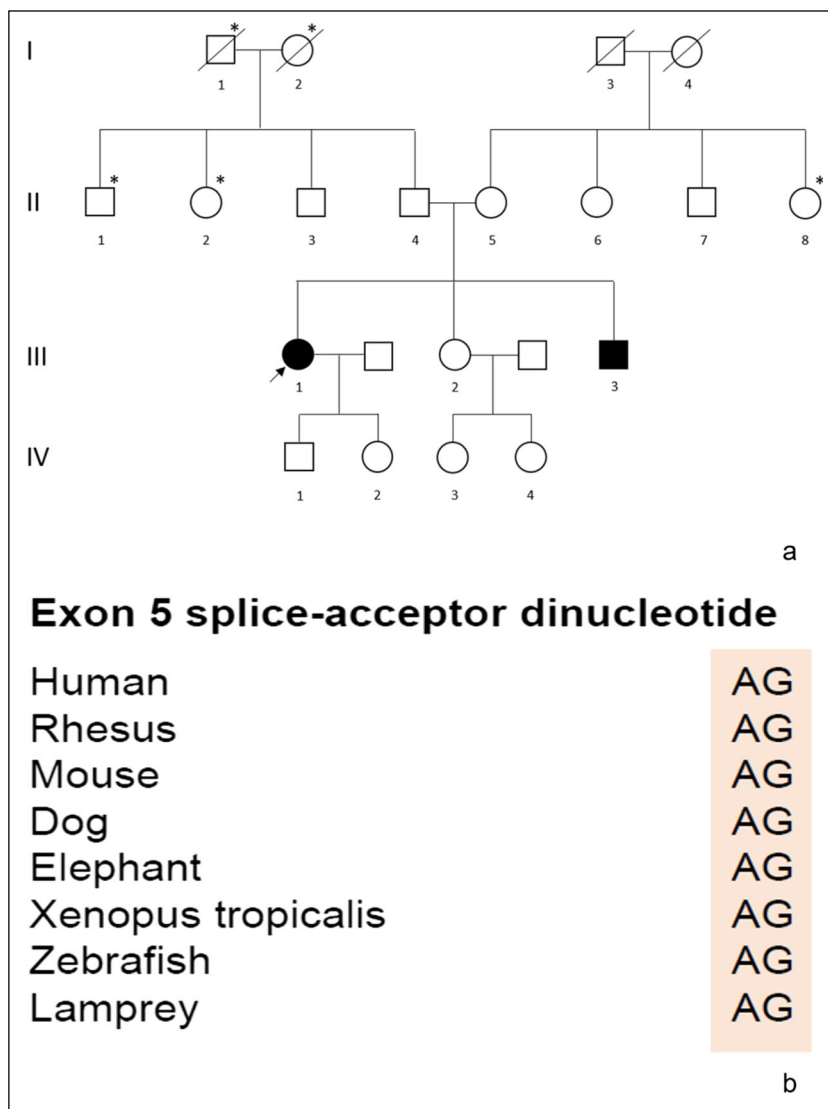 I
* *
1 2 3 4
II
* * *
1 2 3 4 5 6 7 8
III
1 2 3
IV
1 2 3 4
a
Exon 5 splice-acceptor dinucleotide
Human AG
Rhesus AG
Mouse AG
Dog AG
Elephant AG
Xenopus tropicalis AG
Zebrafish AG
Lamprey AG
b